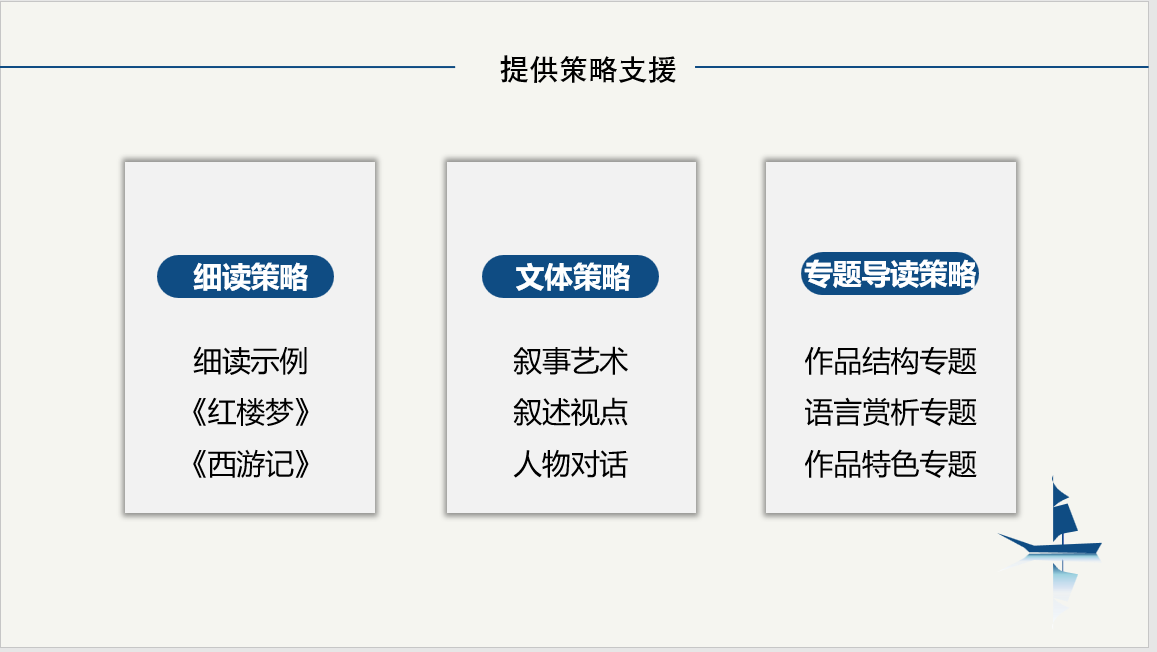 提供策略支援
细读策略
细读示例
《红楼梦》
《西游记》
文体策略
叙事艺术
叙述视点
人物对话
专题导读策略
作品结构专题
语言赏析专题
作品特色专题